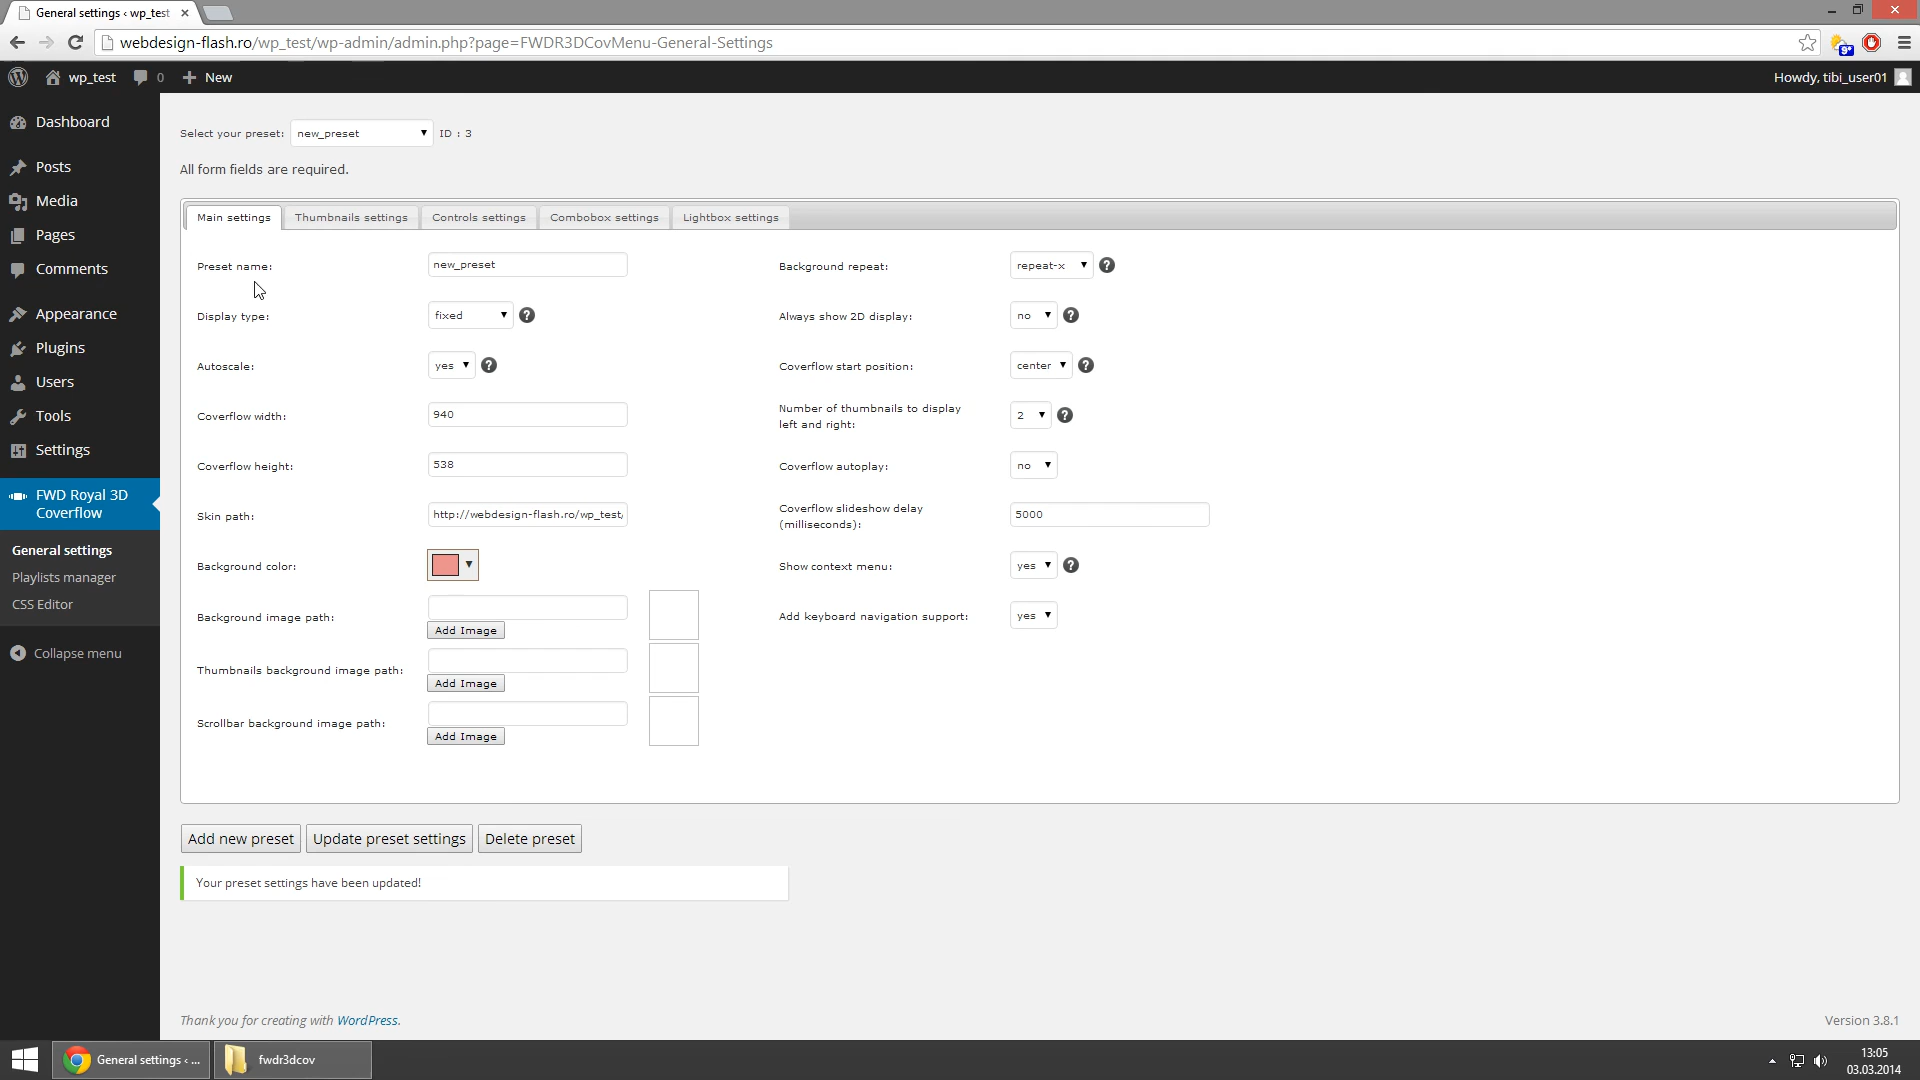 General settings ‹ wp_test
webdesign-flash.ro/wp_test/wp-admin/admin.php?page=FWDR3DCovMenu-General-Settings
9°
wp_test 0 New
Howdy, tibi_user01
Dashboard
Posts
Media
Pages
Comments
Appearance
Plugins
Users
Tools
Settings
FWD Royal 3D
Coverflow
General settings
Playlists manager
CSS Editor
Collapse menu
Select your preset: new_preset ID : 3
All form fields are required.
Main settings Thumbnails settings Controls settings Combobox settings Lightbox settings
Preset name: new_preset
Display type: fixed ?
Autoscale: yes ?
Coverflow width: 940
Coverflow height: 538
Skin path: http://webdesign-flash.ro/wp_test/
Background color:
Background image path:
Add Image
Thumbnails background image path:
Add Image
Scrollbar background image path:
Add Image
Background repeat: repeat-x ?
Always show 2D display: no ?
Coverflow start position: center ?
Number of thumbnails to display
left and right: 2 ?
Coverflow autoplay: no
Coverflow slideshow delay
(milliseconds): 5000
Show context menu: yes ?
Add keyboard navigation support: yes
Add new preset Update preset settings Delete preset
Your preset settings have been updated!
Thank you for creating with WordPress.
Version 3.8.1
General settings ‹ ...
fwdr3dcov
13:05
03.03.2014